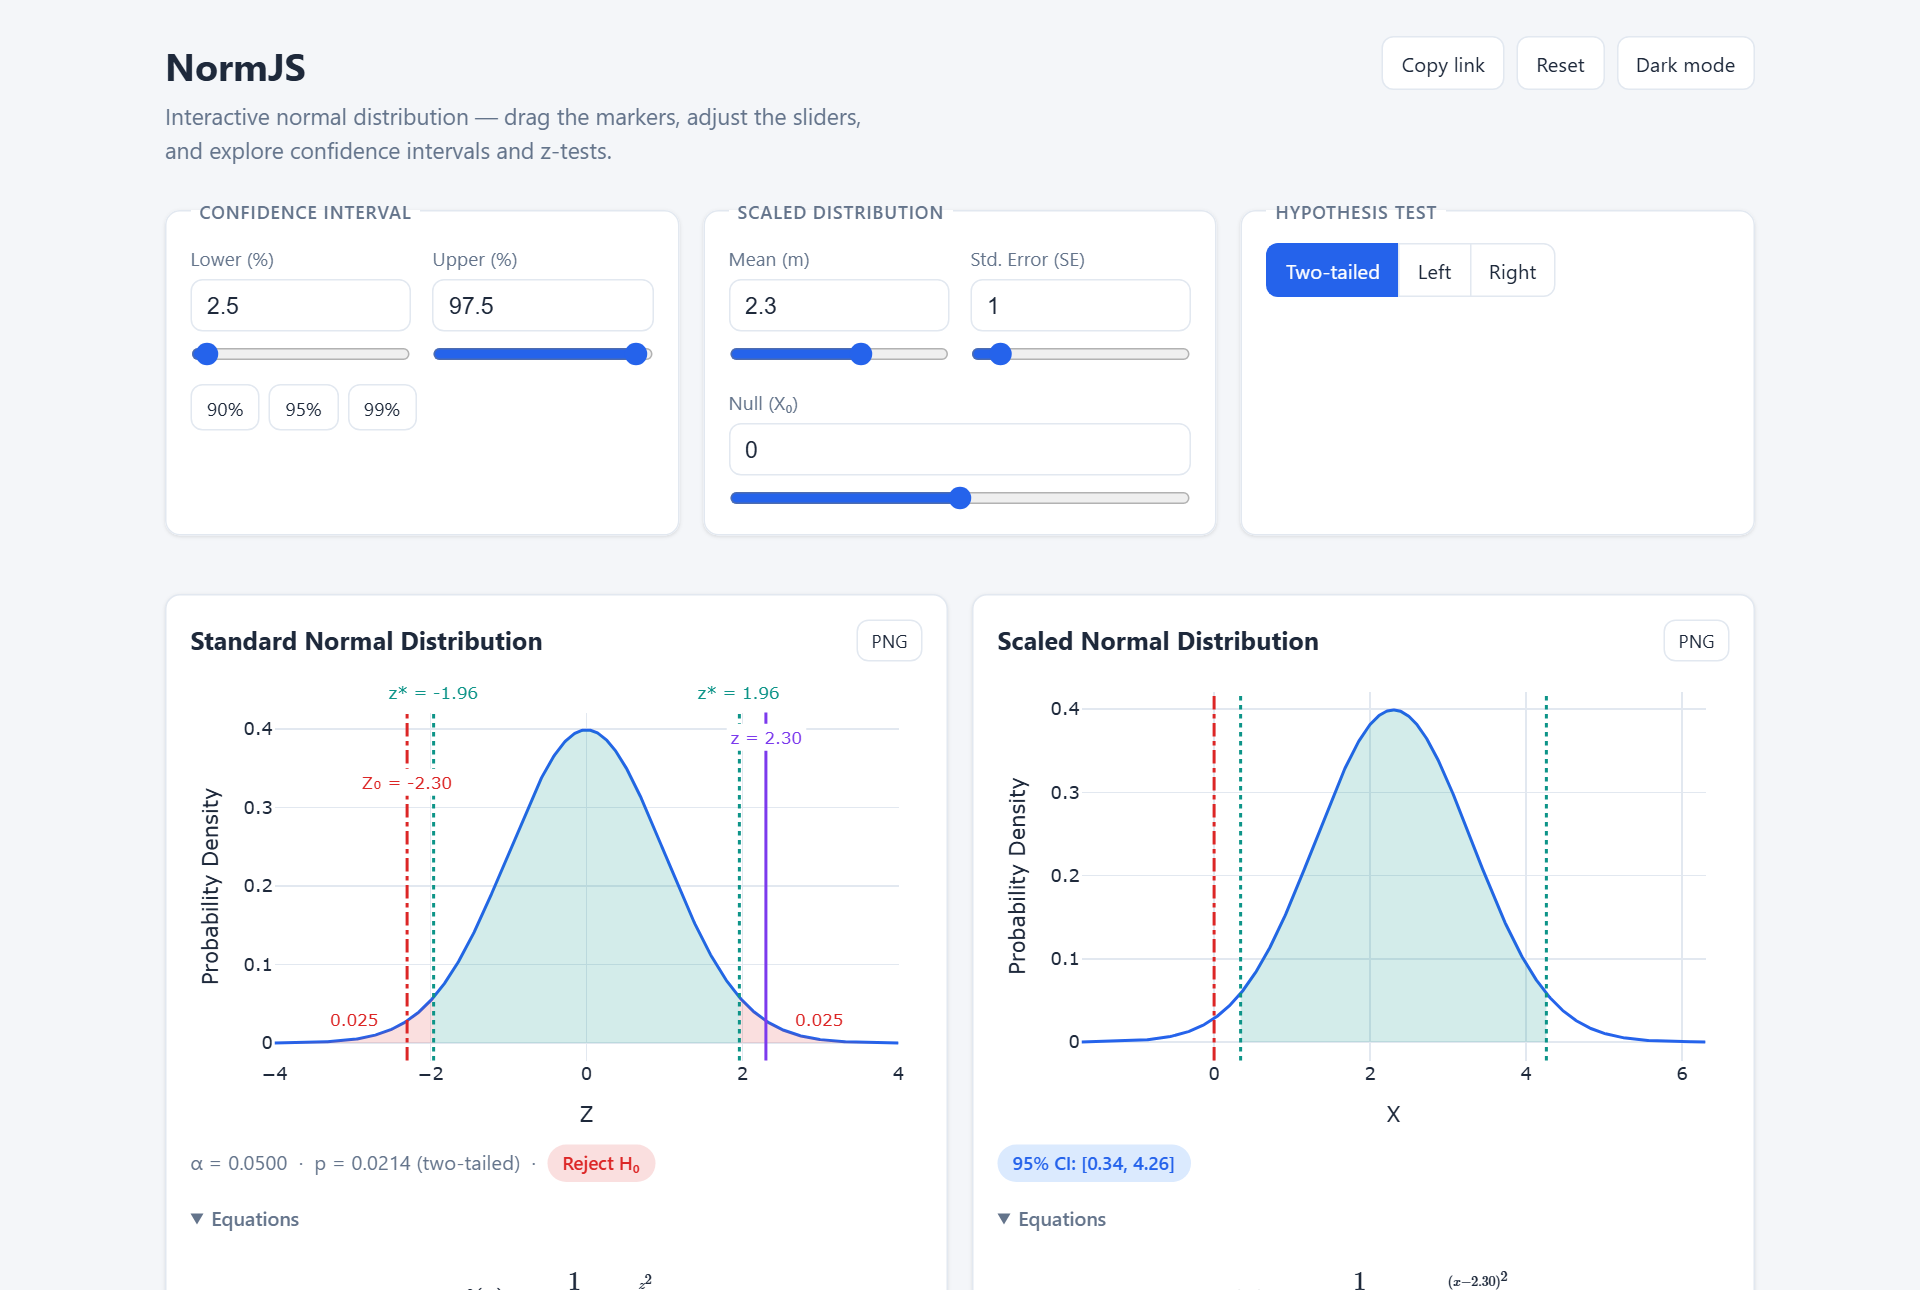 NormJS
Copy link
Reset
Dark mode
Interactive normal distribution — drag the markers, adjust the sliders,
and explore confidence intervals and z-tests.
CONFIDENCE INTERVAL
Lower (%)
Upper (%)
2.5
97.5
90%
95%
99%
SCALED DISTRIBUTION
Mean (m)
Std. Error (SE)
2.3
1
Null (X₀)
0
HYPOTHESIS TEST
Two-tailed
Left
Right
Standard Normal Distribution
PNG
z* = -1.96
z* = 1.96
z = 2.30
Z₀ = -2.30
0.025
0.025
Probability Density
0.4
0.3
0.2
0.1
0
−4
−2
0
2
4
Z
α = 0.0500 · p = 0.0214 (two-tailed) ·
Reject H₀
▼ Equations
1
z²
Scaled Normal Distribution
PNG
Probability Density
0.4
0.3
0.2
0.1
0
0
2
4
6
X
95% CI: [0.34, 4.26]
▼ Equations
1
(x−2.30)²